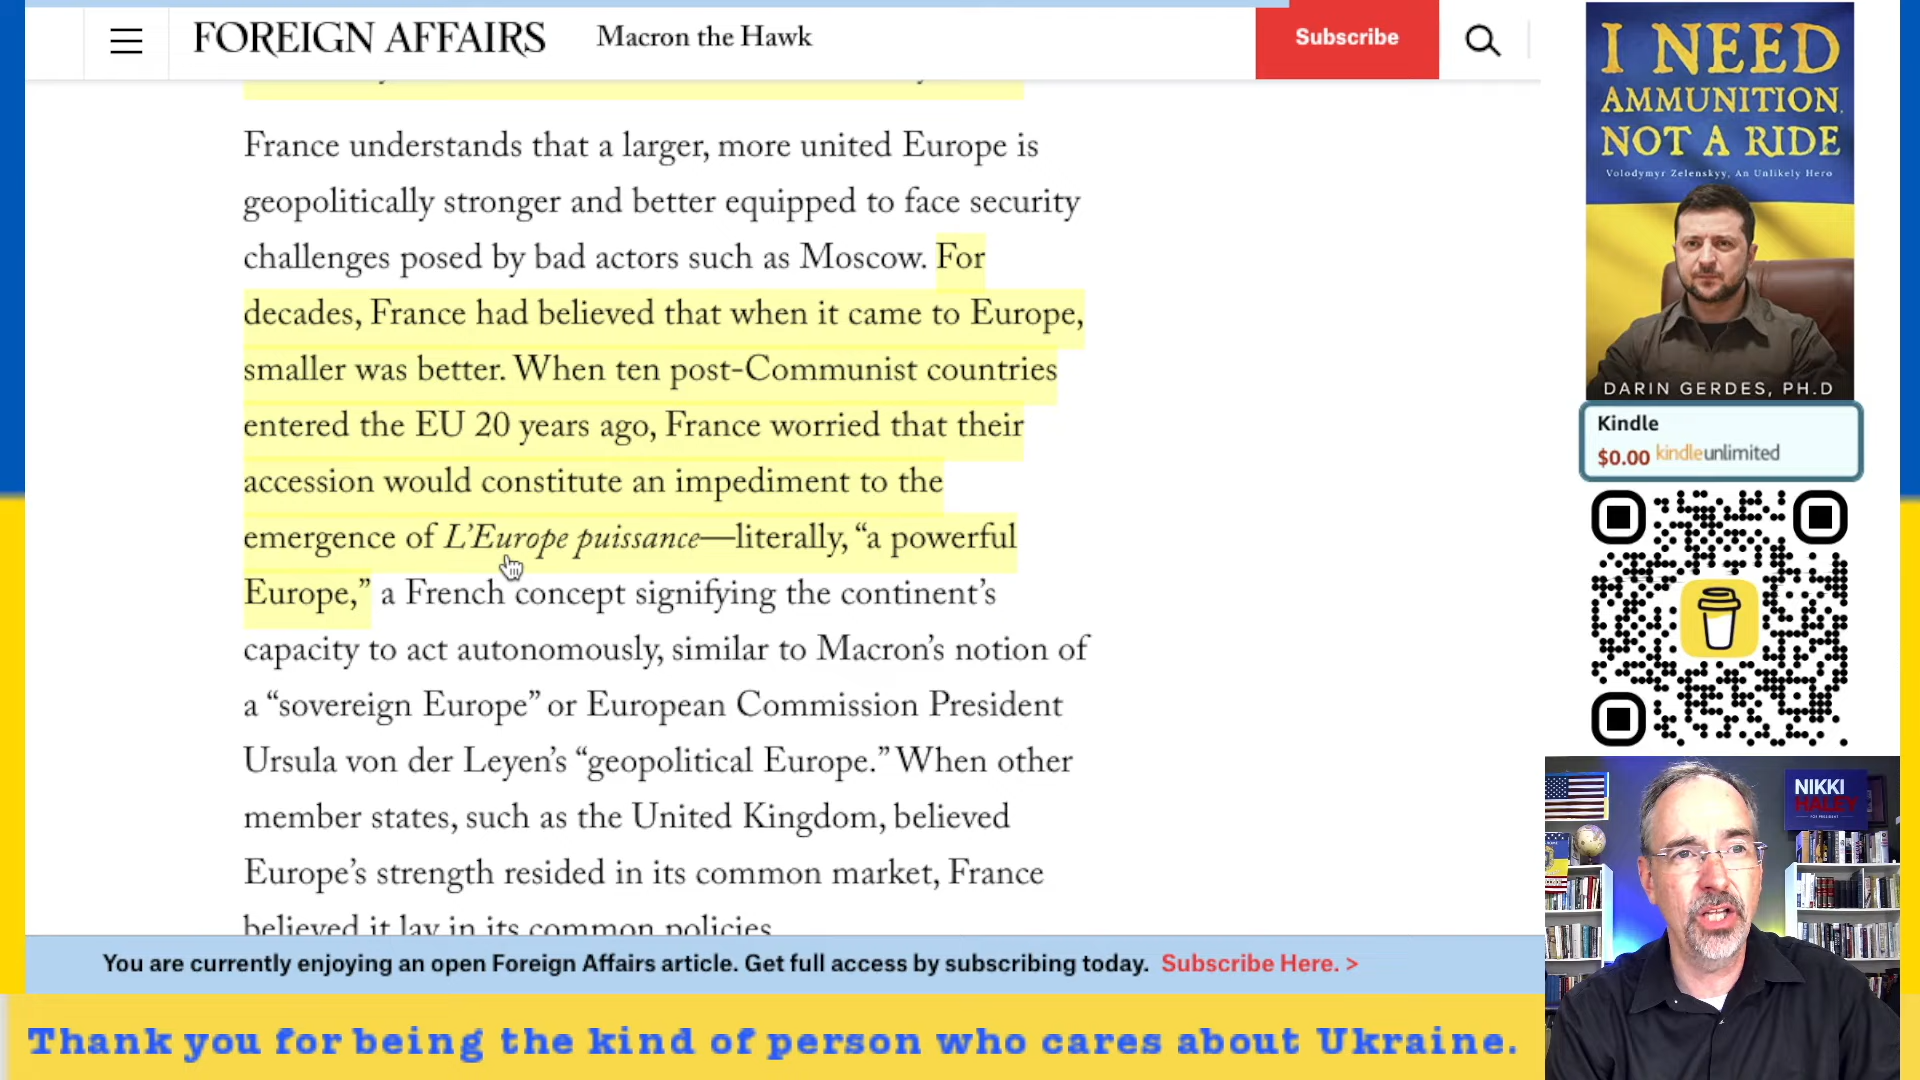 FOREIGN AFFAIRS
Macron the Hawk
Subscribe
France understands that a larger, more united Europe is
geopolitically stronger and better equipped to face security
challenges posed by bad actors such as Moscow. For
decades, France had believed that when it came to Europe,
smaller was better. When ten post-Communist countries
entered the EU 20 years ago, France worried that their
accession would constitute an impediment to the
emergence of L’Europe puissance—literally, “a powerful
Europe,” a French concept signifying the continent’s
capacity to act autonomously, similar to Macron’s notion of
a “sovereign Europe” or European Commission President
Ursula von der Leyen’s “geopolitical Europe.” When other
member states, such as the United Kingdom, believed
Europe’s strength resided in its common market, France
believed it lay in its common policies.
You are currently enjoying an open Foreign Affairs article. Get full access by subscribing today. Subscribe Here. >
Thank you for being the kind of person who cares about Ukraine.
I NEED
AMMUNITION,
NOT A RIDE
Volodymyr Zelenskyy, An Unlikely Hero
DARIN GERDES, PH.D
Kindle
$0.00 kindleunlimited
NIKKI
HALEY
FOR PRESIDENT